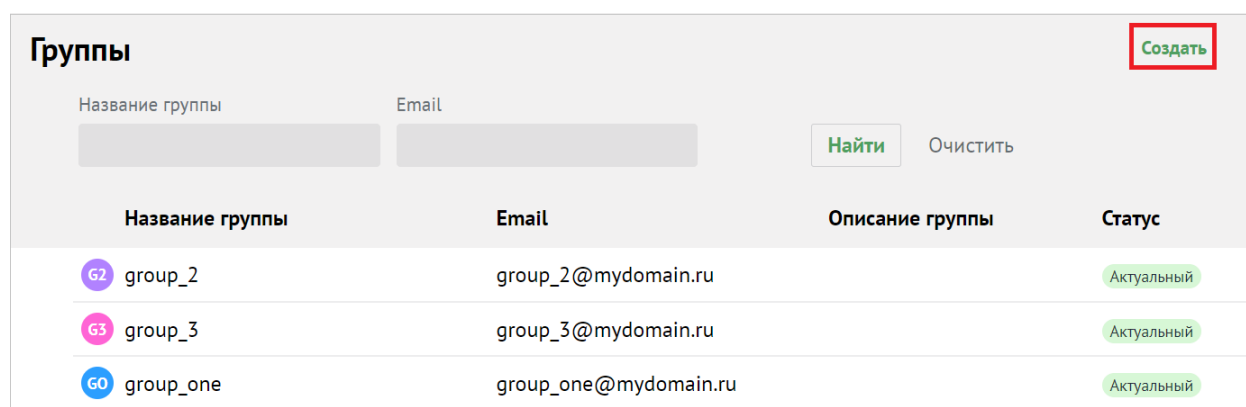 Группы Создать
Название группы Email
Найти Очистить
Название группы Email Описание группы Статус
G2 group_2 group_2@mydomain.ru Актуальный
G3 group_3 group_3@mydomain.ru Актуальный
GO group_one group_one@mydomain.ru Актуальный